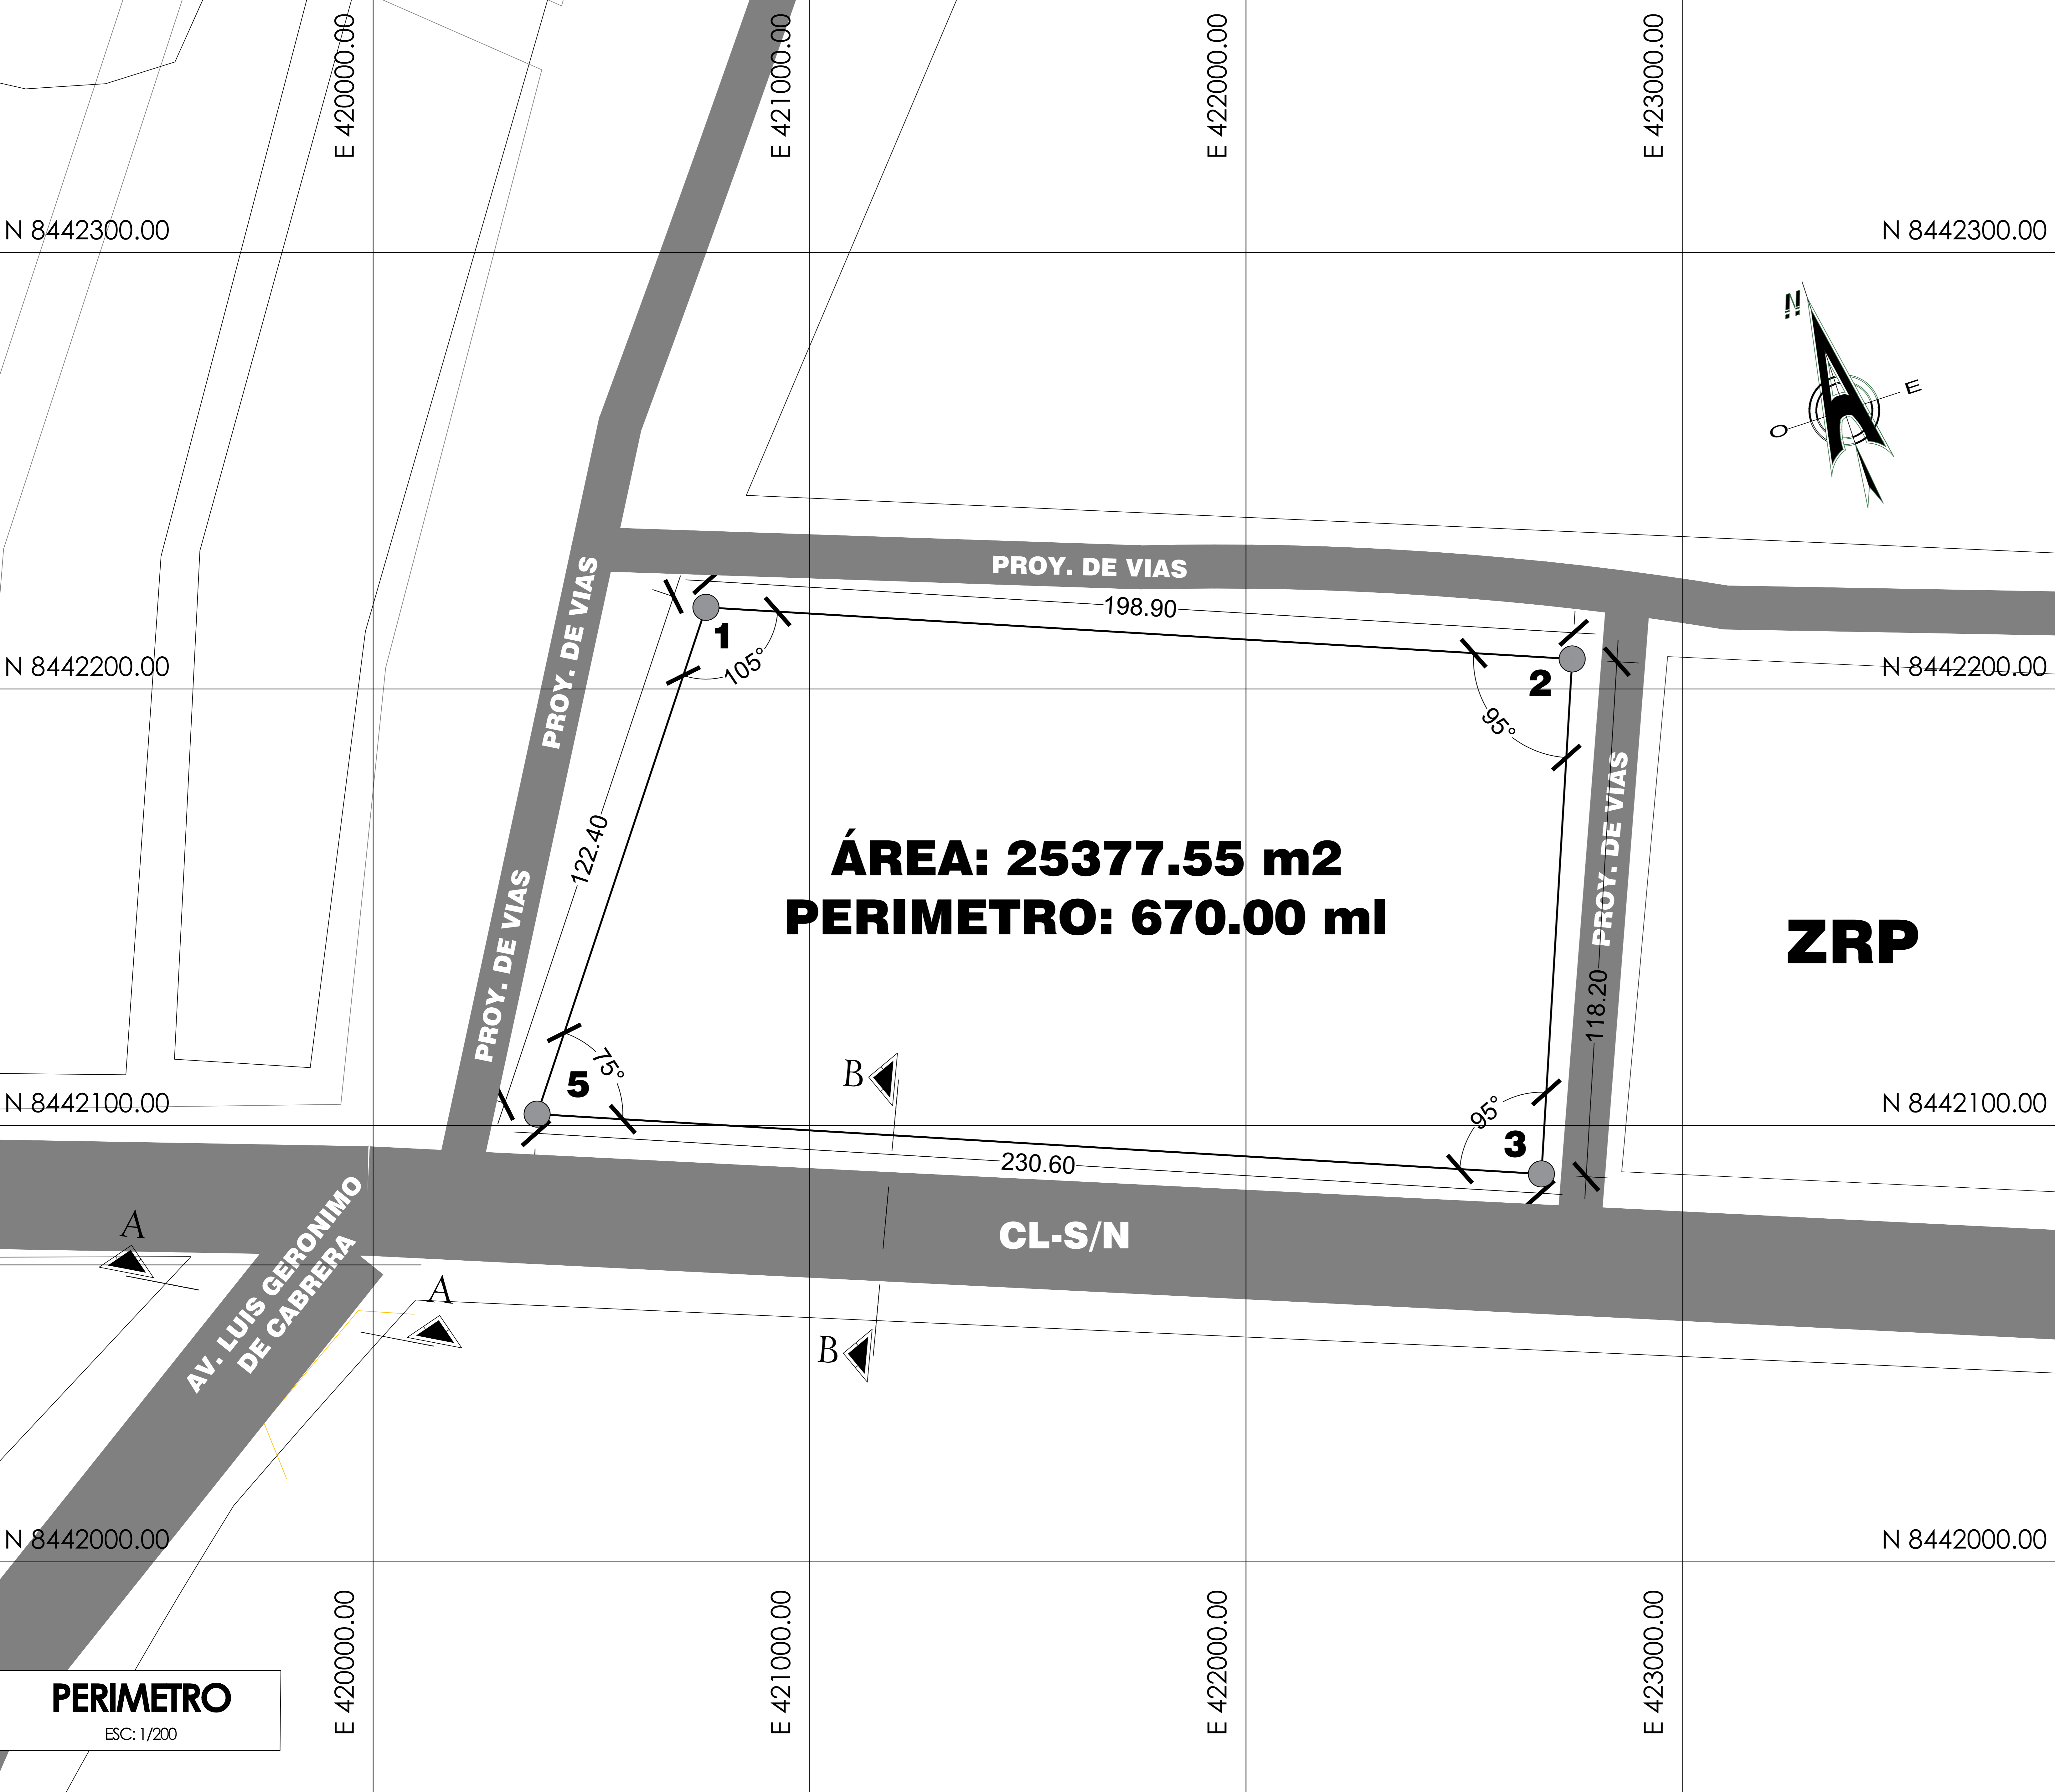 E 420000.00
E 421000.00
E 422000.00
E 423000.00
N 8442300.00
N 8442300.00
N
E
O
PROY. DE VIAS
198.90
1
105°
2
95°
PROY. DE VIAS
N 8442200.00
N 8442200.00
122.40
ÁREA: 25377.55 m2
PERIMETRO: 670.00 ml
PROY. DE VIAS
ZRP
PROY. DE VIAS
118.20
75°
5
B
95°
3
N 8442100.00
N 8442100.00
230.60
CL-S/N
A
AV. LUIS GERONIMO
DE CABRERA
A
B
N 8442000.00
N 8442000.00
E 420000.00
E 421000.00
E 422000.00
E 423000.00
PERIMETRO
ESC: 1/200